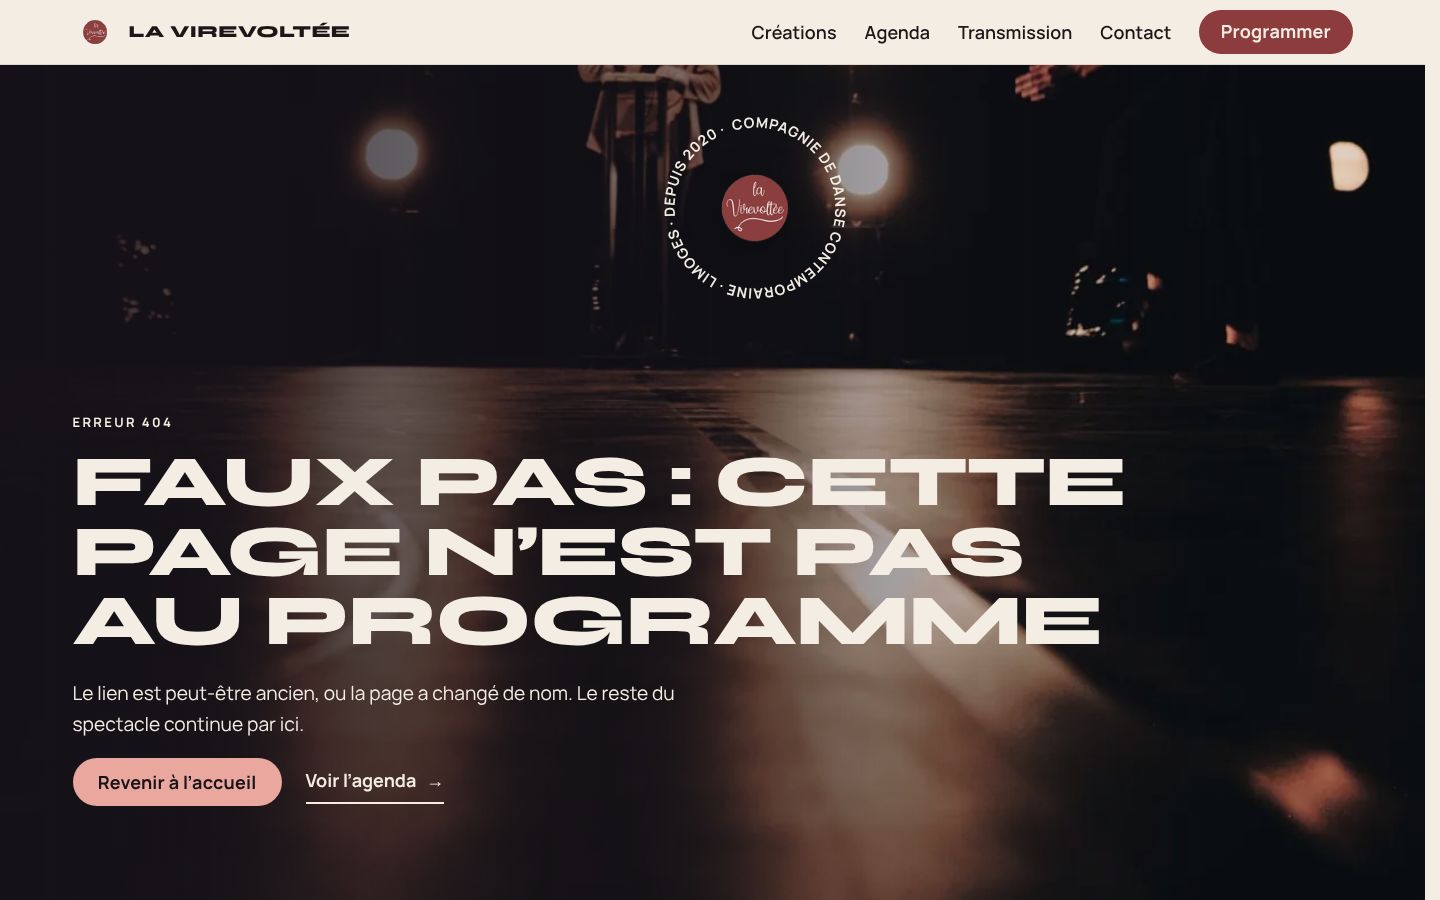 la Virevoltée
LA VIREVOLTÉE
Créations
Agenda
Transmission
Contact
Programmer
COMPAGNIE DE DANSE CONTEMPORAINE · LIMOGES · DEPUIS 2020 ·
la
Virevoltée
ERREUR 404
FAUX PAS : CETTE
PAGE N’EST PAS
AU PROGRAMME
Le lien est peut-être ancien, ou la page a changé de nom. Le reste du
spectacle continue par ici.
Revenir à l’accueil
Voir l’agenda →